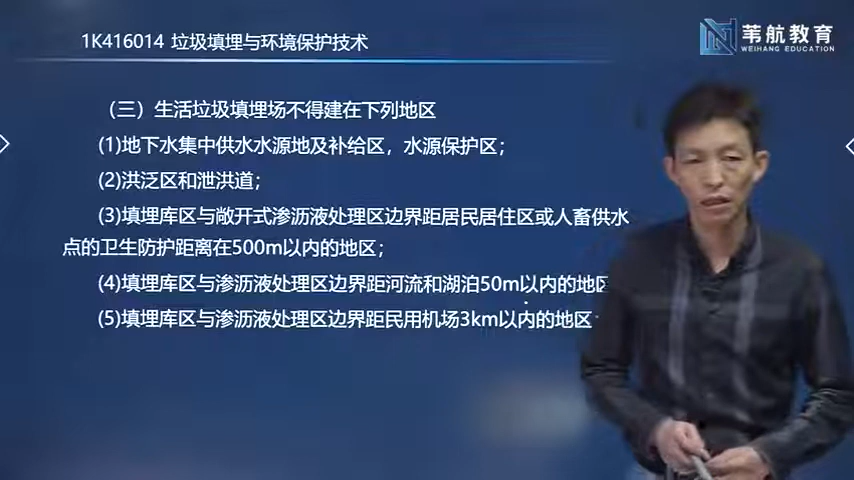 1K416014 垃圾填埋与环境保护技术
苇航教育
WEIHANG EDUCATION
（三）生活垃圾填埋场不得建在下列地区
(1)地下水集中供水水源地及补给区，水源保护区；
(2)洪泛区和泄洪道；
(3)填埋库区与敞开式渗沥液处理区边界距居民居住区或人畜供水
点的卫生防护距离在500m以内的地区；
(4)填埋库区与渗沥液处理区边界距河流和湖泊50m以内的地区
(5)填埋库区与渗沥液处理区边界距民用机场3km以内的地区